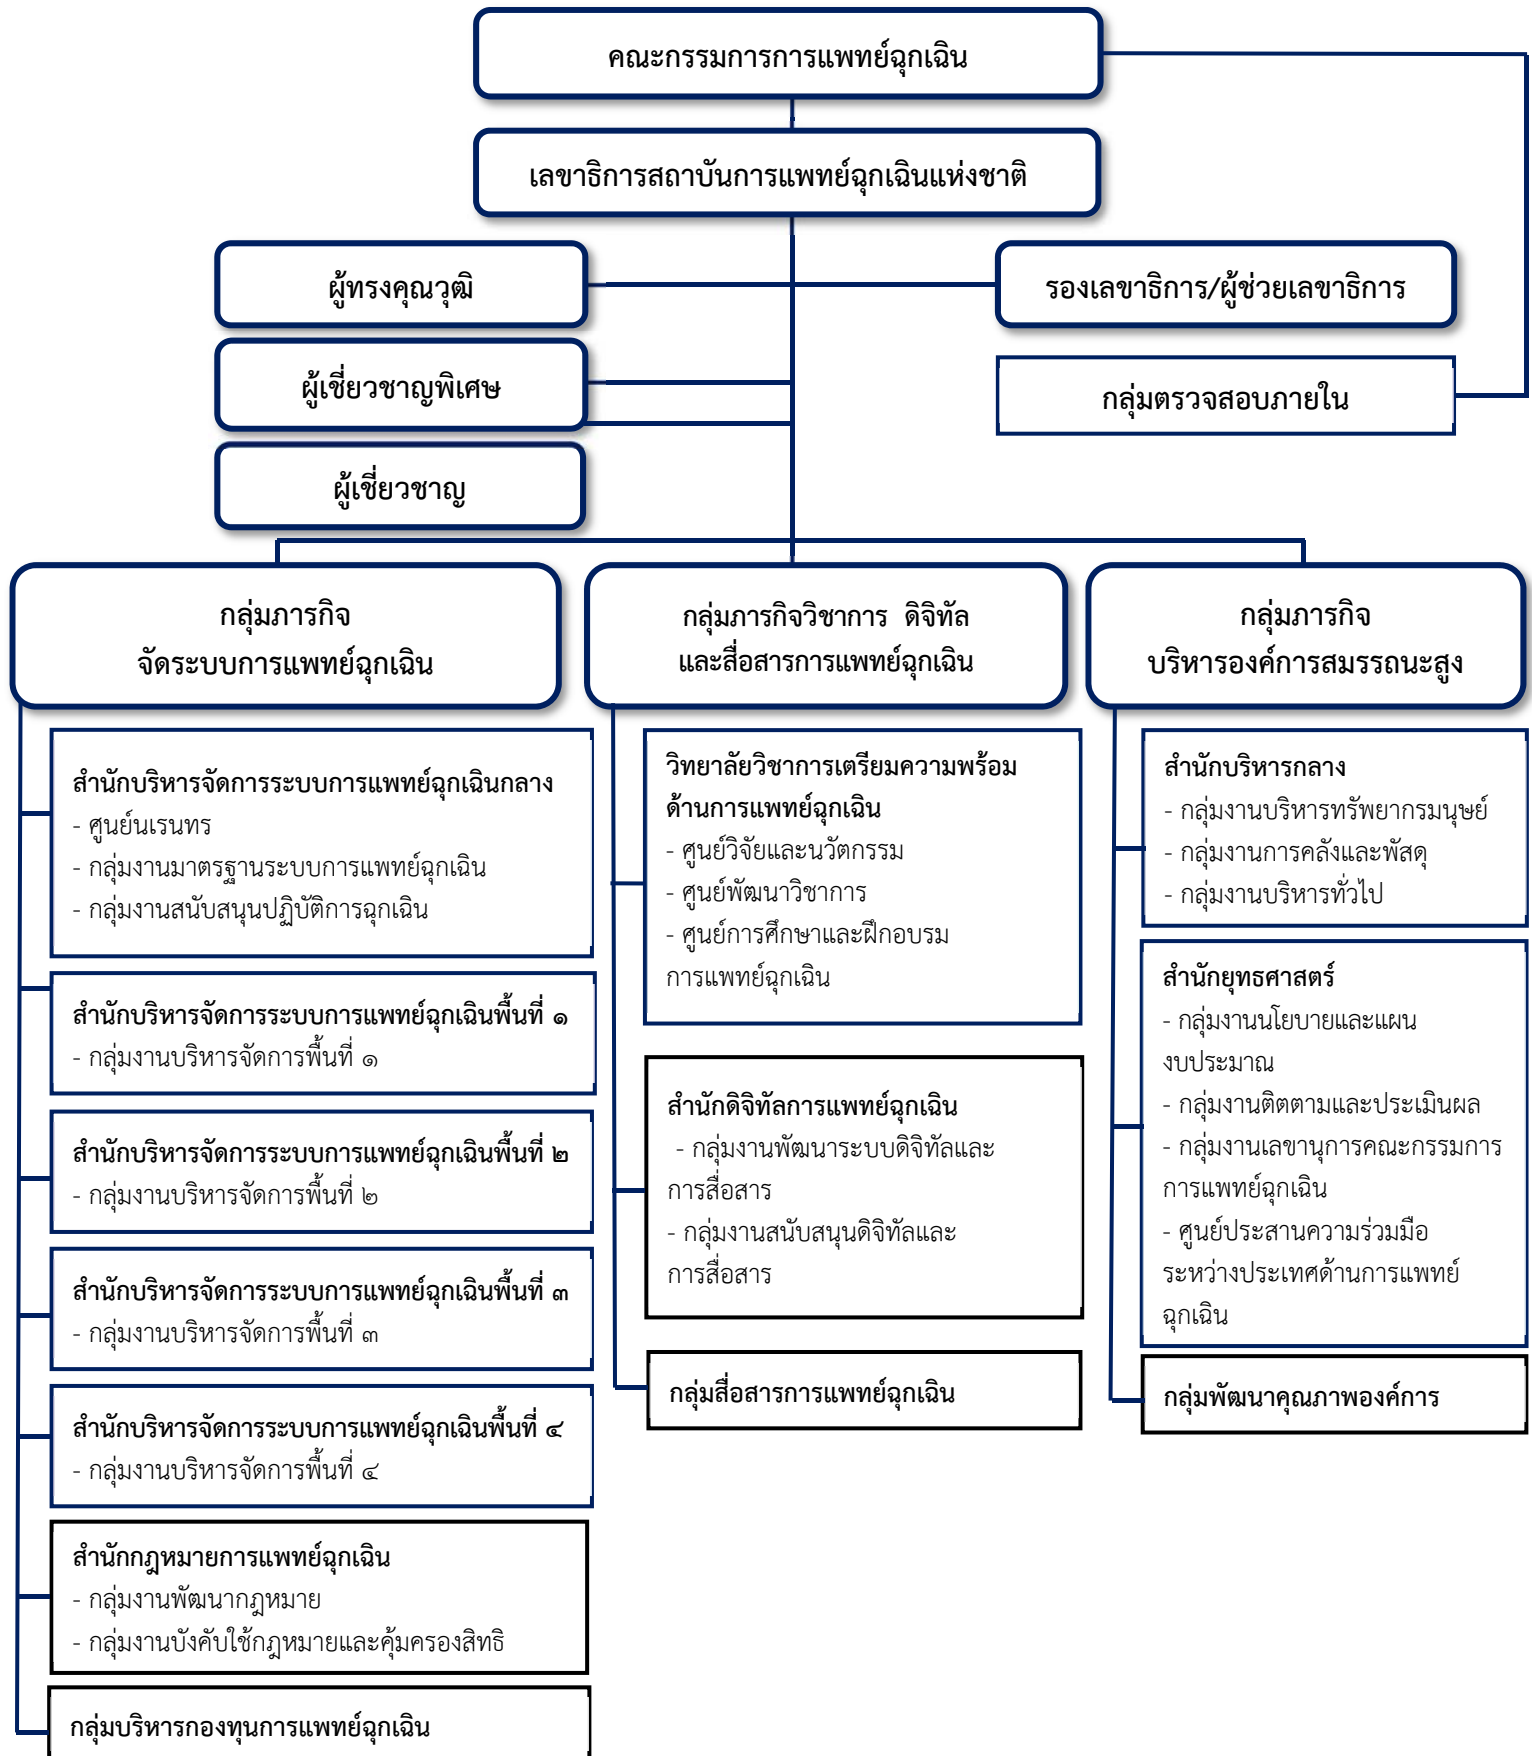 คณะกรรมการการแพทย์ฉุกเฉิน
เลขาธิการสถาบันการแพทย์ฉุกเฉินแห่งชาติ
ผู้ทรงคุณวุฒิ
รองเลขาธิการ/ผู้ช่วยเลขาธิการ
ผู้เชี่ยวชาญพิเศษ
กลุ่มตรวจสอบภายใน
ผู้เชี่ยวชาญ
กลุ่มภารกิจ
จัดระบบการแพทย์ฉุกเฉิน
สำนักบริหารจัดการระบบการแพทย์ฉุกเฉินกลาง
- ศูนย์นเรนทร
- กลุ่มงานมาตรฐานระบบการแพทย์ฉุกเฉิน
- กลุ่มงานสนับสนุนปฏิบัติการฉุกเฉิน
สำนักบริหารจัดการระบบการแพทย์ฉุกเฉินพื้นที่ ๑
- กลุ่มงานบริหารจัดการพื้นที่ ๑
สำนักบริหารจัดการระบบการแพทย์ฉุกเฉินพื้นที่ ๒
- กลุ่มงานบริหารจัดการพื้นที่ ๒
สำนักบริหารจัดการระบบการแพทย์ฉุกเฉินพื้นที่ ๓
- กลุ่มงานบริหารจัดการพื้นที่ ๓
สำนักบริหารจัดการระบบการแพทย์ฉุกเฉินพื้นที่ ๔
- กลุ่มงานบริหารจัดการพื้นที่ ๔
สำนักกฎหมายการแพทย์ฉุกเฉิน
- กลุ่มงานพัฒนากฎหมาย
- กลุ่มงานบังคับใช้กฎหมายและคุ้มครองสิทธิ
กลุ่มบริหารกองทุนการแพทย์ฉุกเฉิน
กลุ่มภารกิจวิชาการ ดิจิทัล
และสื่อสารการแพทย์ฉุกเฉิน
วิทยาลัยวิชาการเตรียมความพร้อม
ด้านการแพทย์ฉุกเฉิน
- ศูนย์วิจัยและนวัตกรรม
- ศูนย์พัฒนาวิชาการ
- ศูนย์การศึกษาและฝึกอบรม
การแพทย์ฉุกเฉิน
สำนักดิจิทัลการแพทย์ฉุกเฉิน
- กลุ่มงานพัฒนาระบบดิจิทัลและ
การสื่อสาร
- กลุ่มงานสนับสนุนดิจิทัลและ
การสื่อสาร
กลุ่มสื่อสารการแพทย์ฉุกเฉิน
กลุ่มภารกิจ
บริหารองค์การสมรรถนะสูง
สำนักบริหารกลาง
- กลุ่มงานบริหารทรัพยากรมนุษย์
- กลุ่มงานการคลังและพัสดุ
- กลุ่มงานบริหารทั่วไป
สำนักยุทธศาสตร์
- กลุ่มงานนโยบายและแผน
งบประมาณ
- กลุ่มงานติตตามและประเมินผล
- กลุ่มงานเลขานุการคณะกรรมการ
การแพทย์ฉุกเฉิน
- ศูนย์ประสานความร่วมมือ
ระหว่างประเทศด้านการแพทย์
ฉุกเฉิน
กลุ่มพัฒนาคุณภาพองค์การ